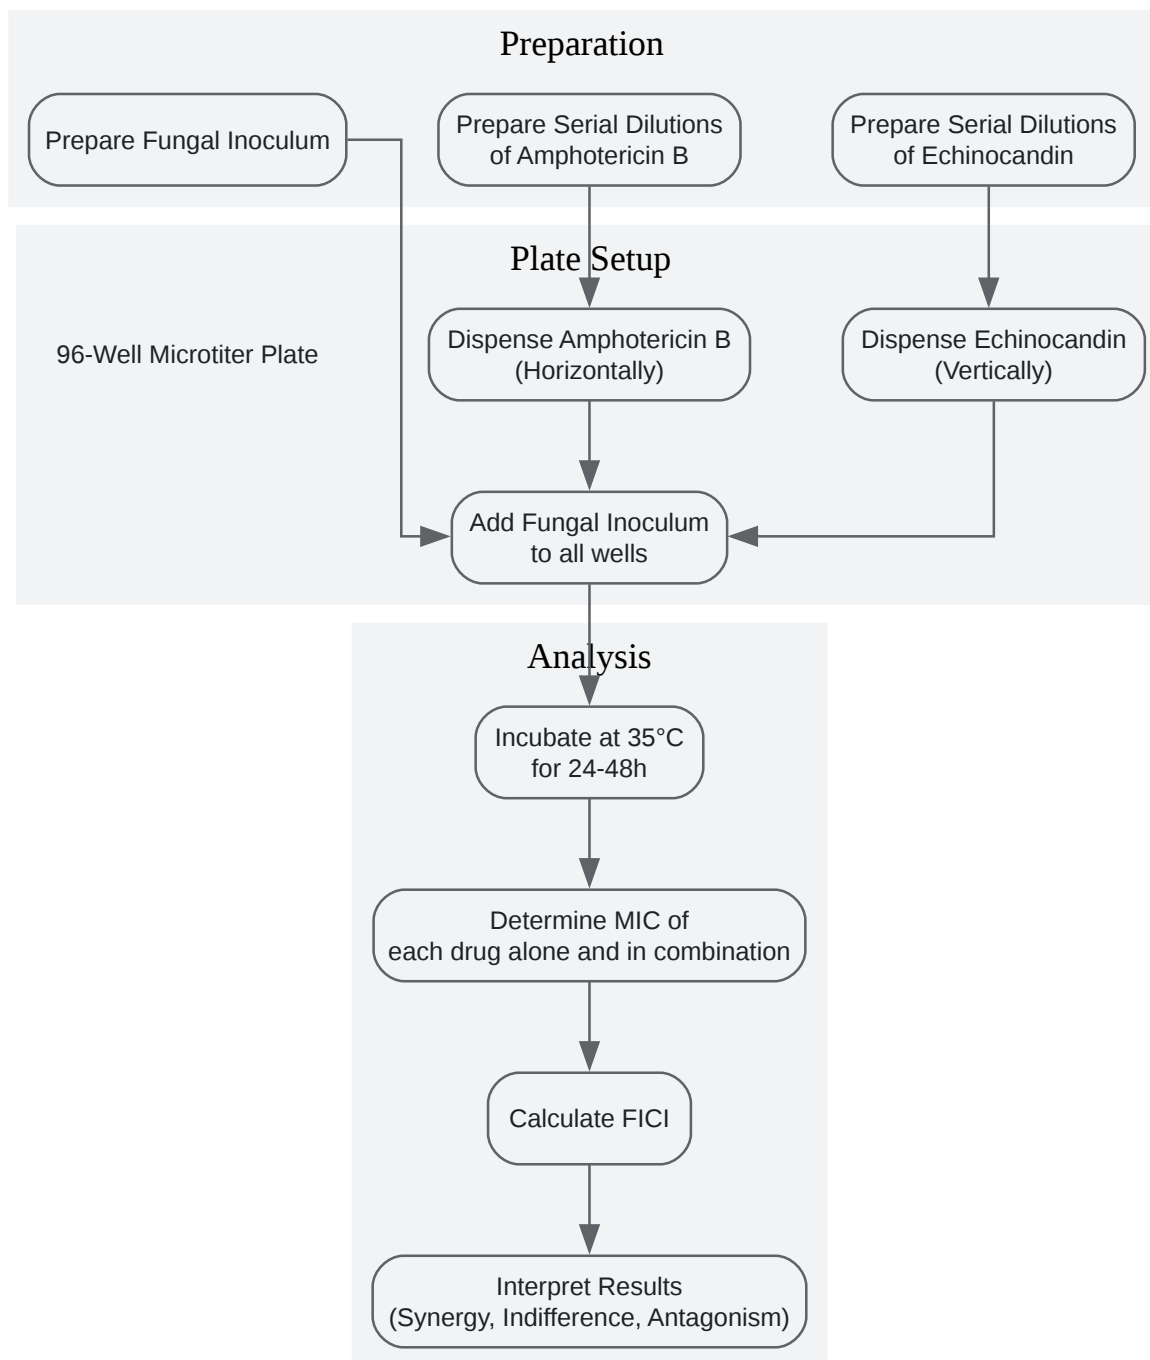 Preparation
Prepare Fungal Inoculum
Prepare Serial Dilutions
of Amphotericin B
Prepare Serial Dilutions
of Echinocandin
Plate Setup
96-Well Microtiter Plate
Dispense Amphotericin B
(Horizontally)
Dispense Echinocandin
(Vertically)
Add Fungal Inoculum
to all wells
Analysis
Incubate at 35°C
for 24-48h
Determine MIC of
each drug alone and in combination
Calculate FICI
Interpret Results
(Synergy, Indifference, Antagonism)